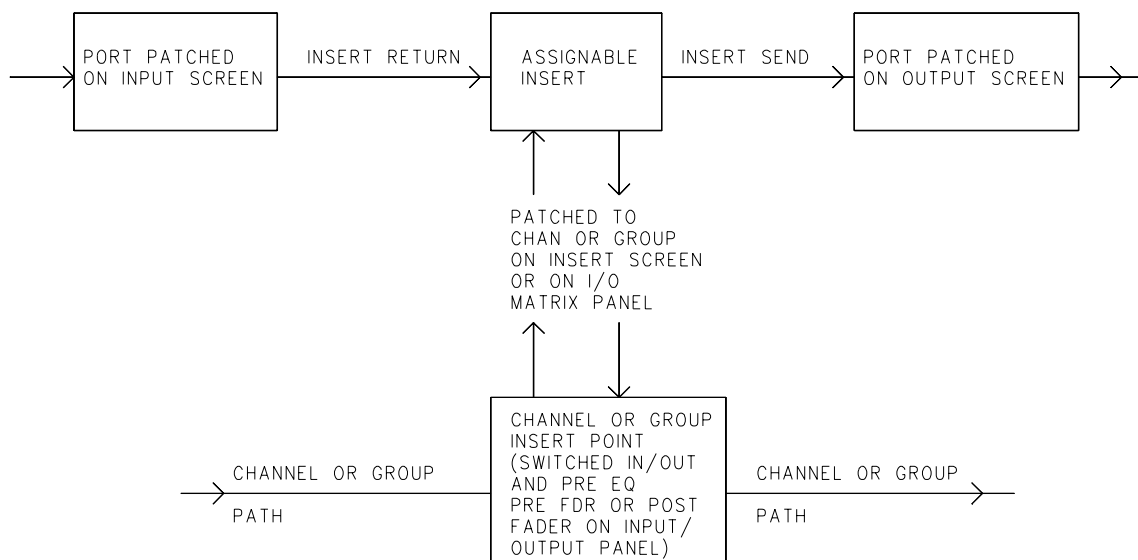 PORT PATCHED
ON INPUT SCREEN
INSERT RETURN
ASSIGNABLE
INSERT
INSERT SEND
PORT PATCHED
ON OUTPUT SCREEN
PATCHED TO
CHAN OR GROUP
ON INSERT SCREEN
OR ON I/O
MATRIX PANEL
CHANNEL OR GROUP
PATH
CHANNEL OR GROUP
INSERT POINT
(SWITCHED IN/OUT
AND PRE EQ
PRE FDR OR POST
FADER ON INPUT/
OUTPUT PANEL)
CHANNEL OR GROUP
PATH